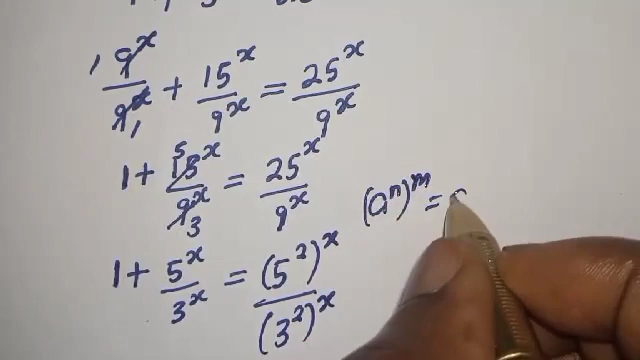 9^x/9^x + 15^x/9^x = 25^x/9^x
1 + 15^x/9^x = 25^x/9^x
(a^n)^m =
1 + 5^x/3^x = (5^2)^x/(3^2)^x